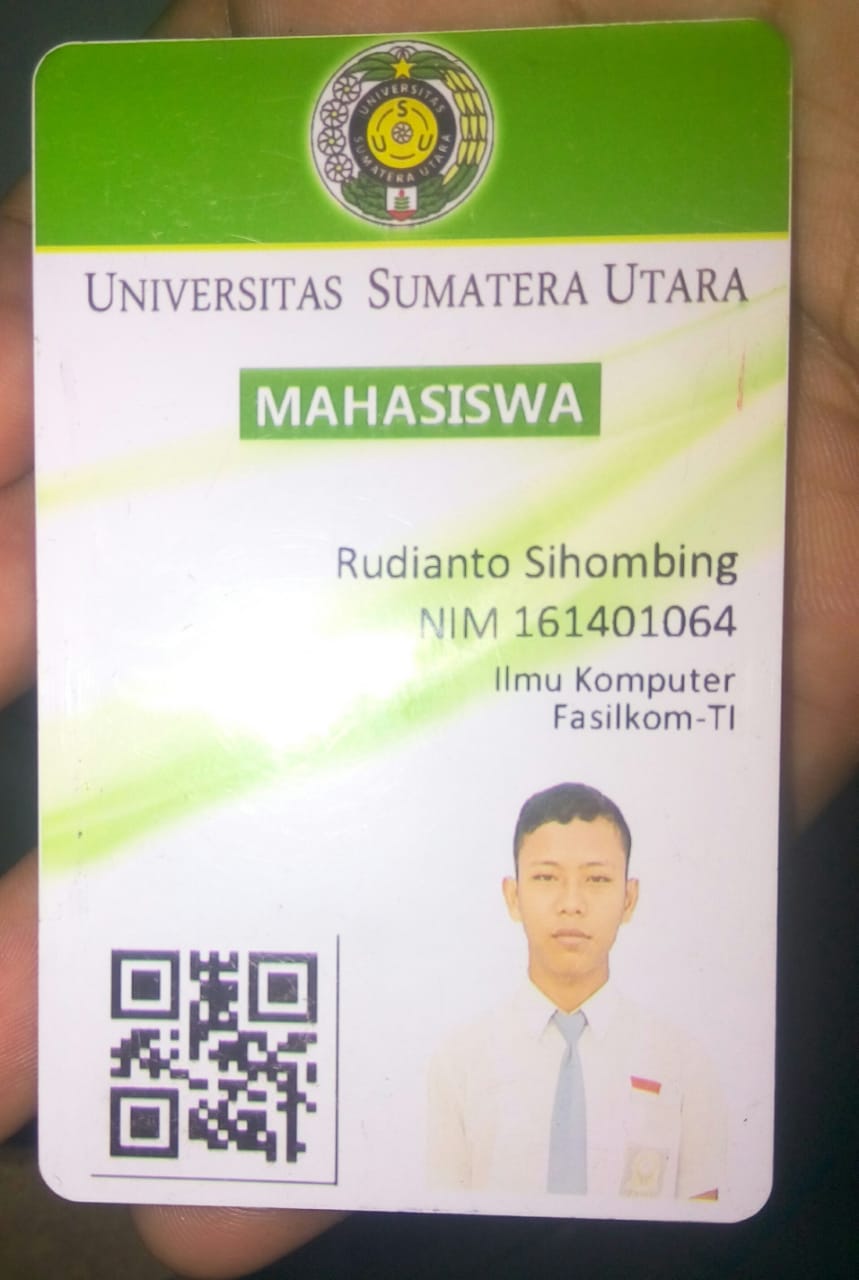 UNIVERSITAS
SUMATERA UTARA
S
U U
UNIVERSITAS SUMATERA UTARA
MAHASISWA
Rudianto Sihombing
NIM 161401064
Ilmu Komputer
Fasilkom-TI